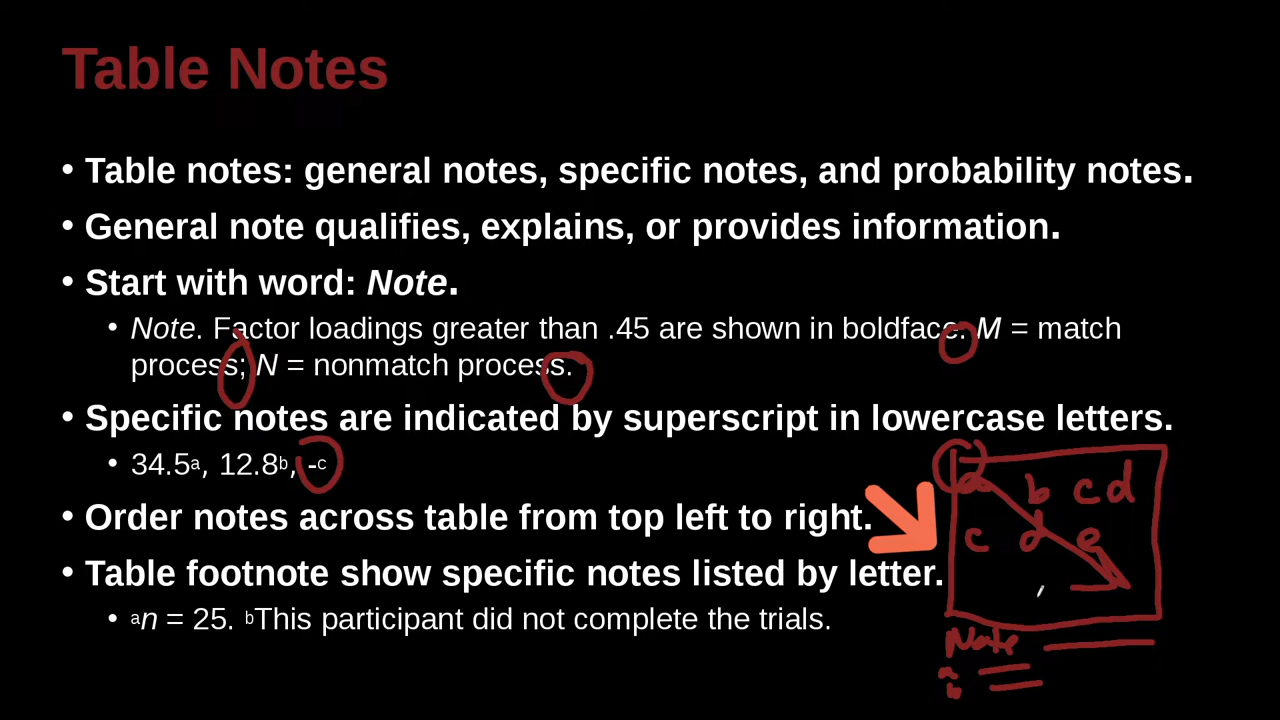 Table Notes
• Table notes: general notes, specific notes, and probability notes.
• General note qualifies, explains, or provides information.
• Start with word: Note.
• Note. Factor loadings greater than .45 are shown in boldface. M = match
process; N = nonmatch process.
• Specific notes are indicated by superscript in lowercase letters.
• 34.5ᵃ, 12.8ᵇ, -ᶜ
• Order notes across table from top left to right.
• Table footnote show specific notes listed by letter.
• ᵃn = 25. ᵇThis participant did not complete the trials.
a b c d
c d e
Note
a
b